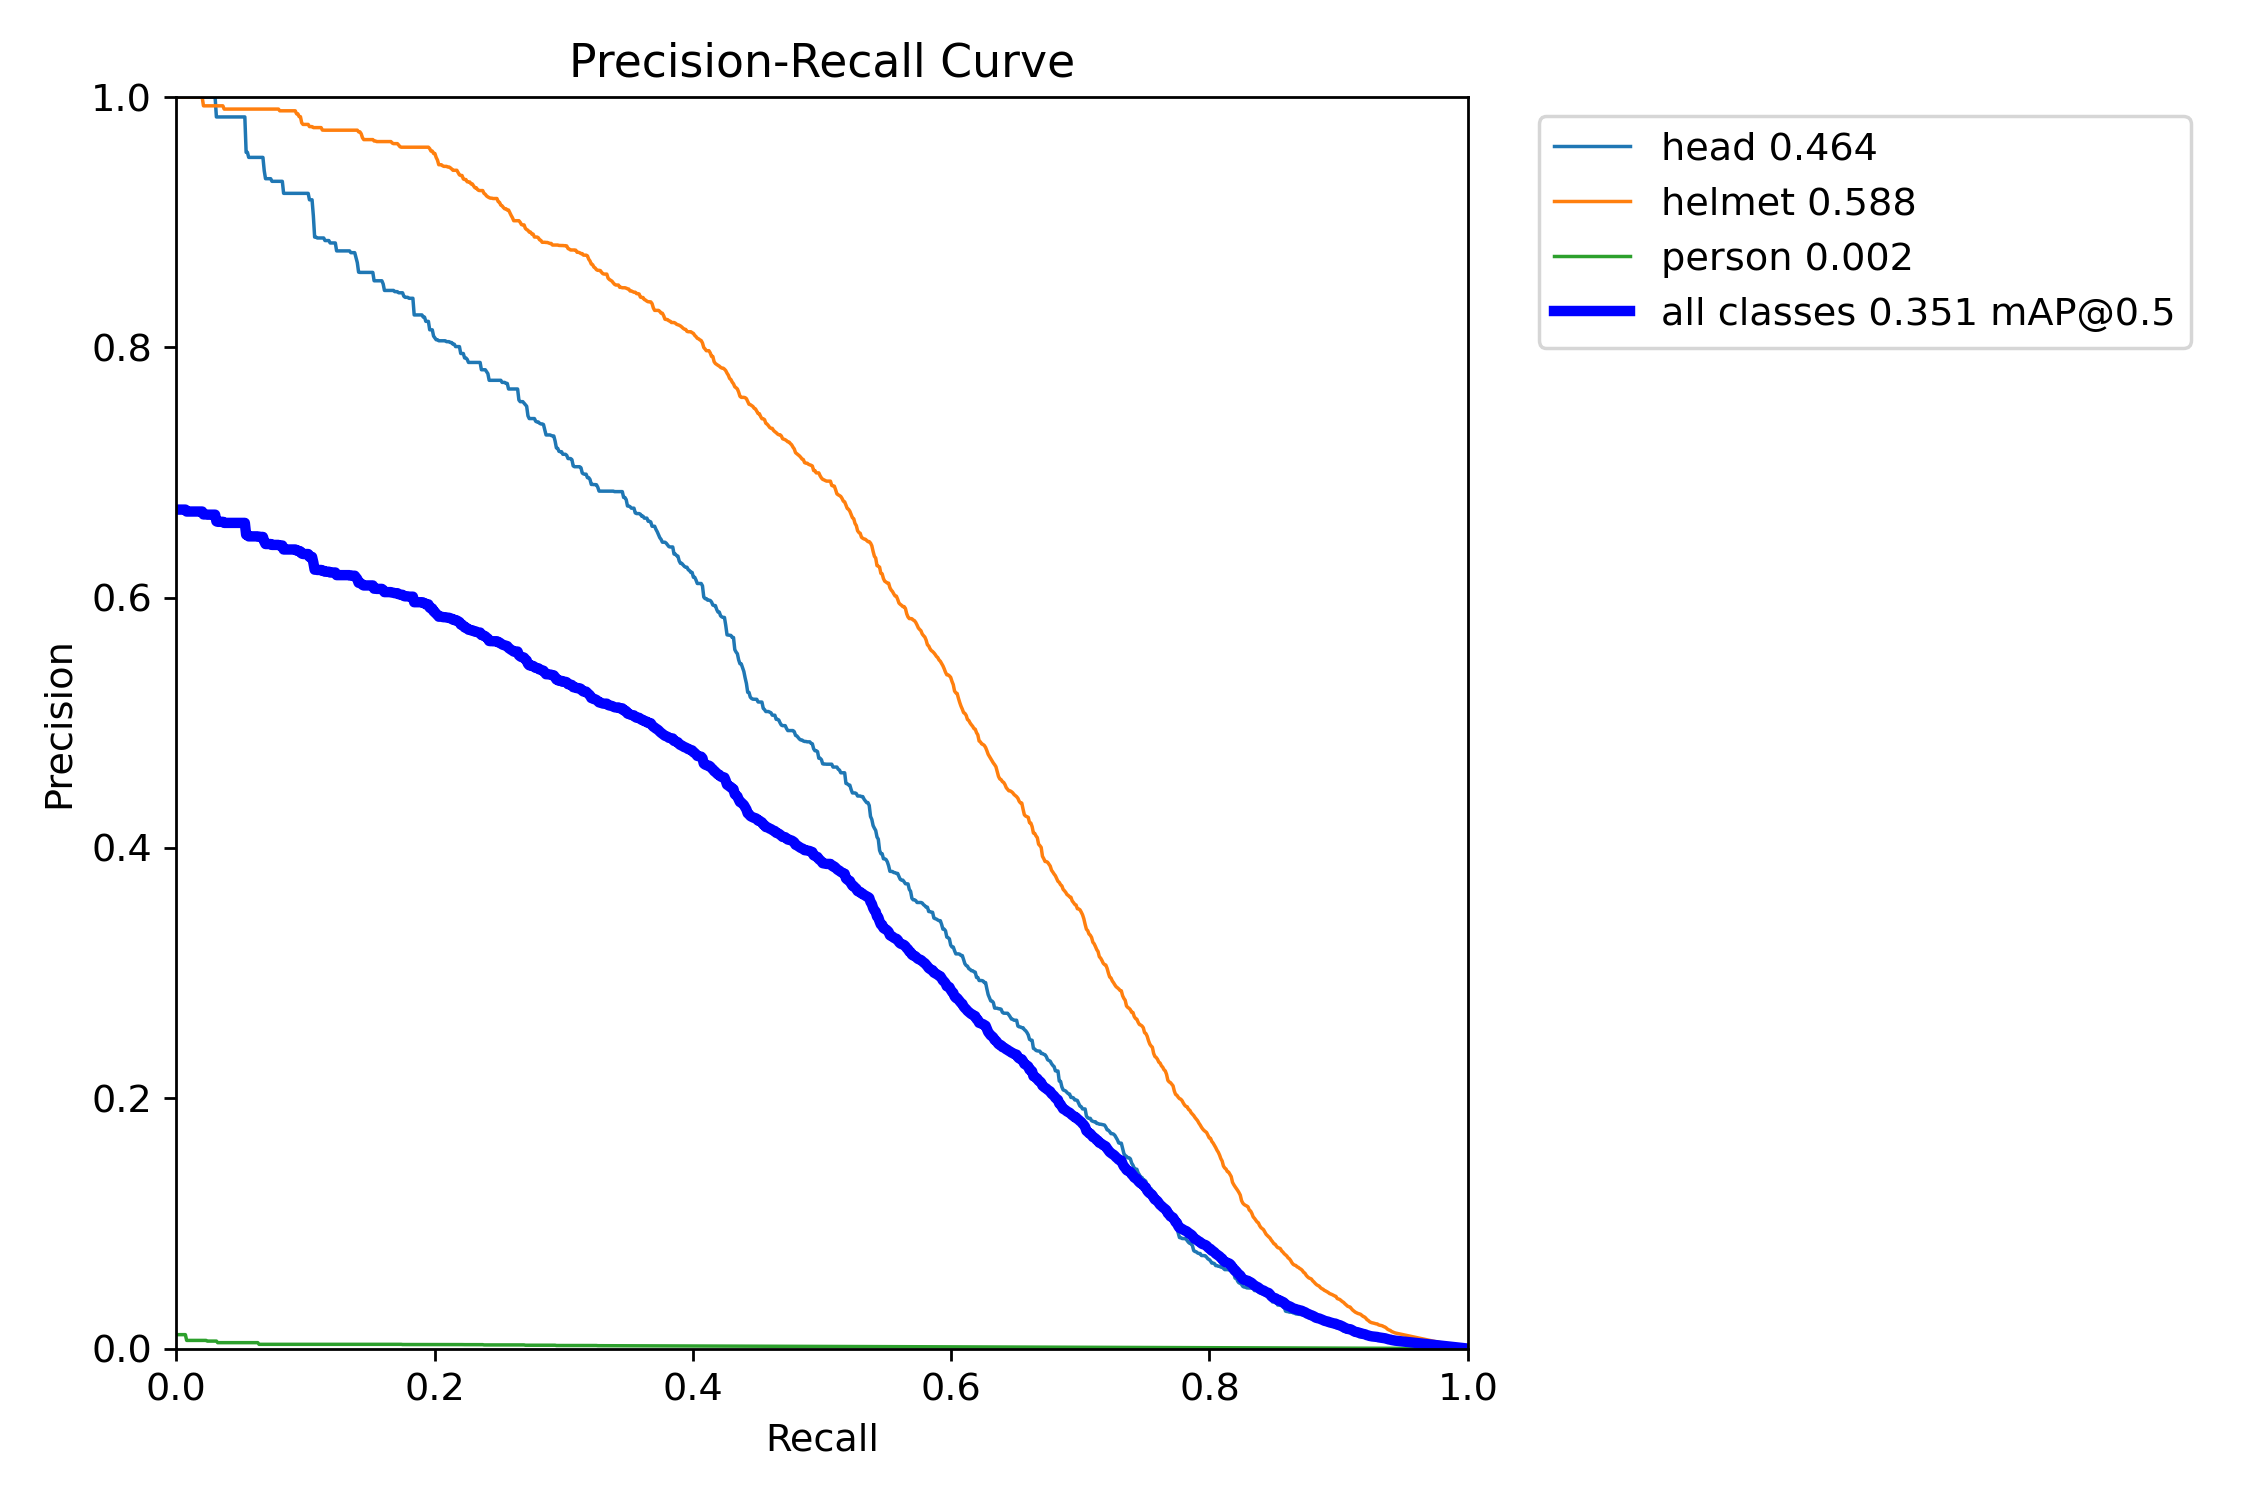 Precision-Recall Curve
1.0
0.8
0.6
0.4
0.2
0.0
Precision
0.0 0.2 0.4 0.6 0.8 1.0
Recall
head 0.464
helmet 0.588
person 0.002
all classes 0.351 mAP@0.5